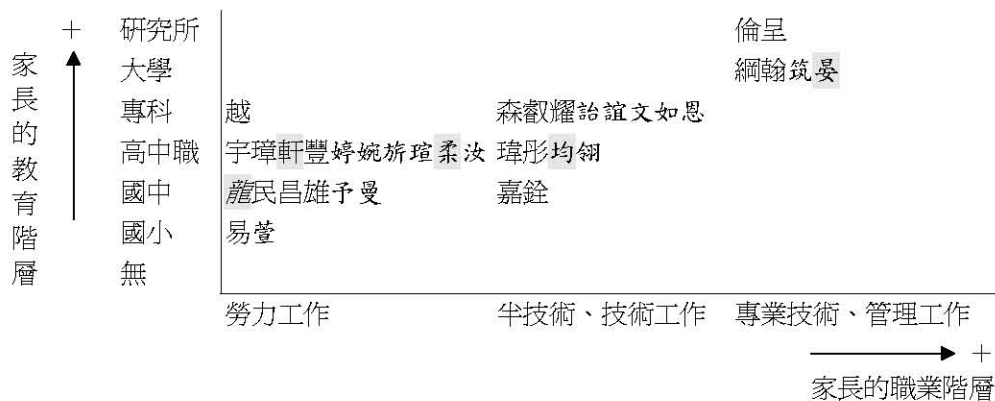 +
家長的教育階層
研究所 倫呈
大學 綱翰筑晏
專科 越 森叡耀詒誼文如恩
高中職 宇璋軒豐婷婉旂瑄柔汝 瑋彤均翎
國中 龍民昌雄予曼 嘉銓
國小 易萱
無
勞力工作 半技術、技術工作 專業技術、管理工作
+
家長的職業階層